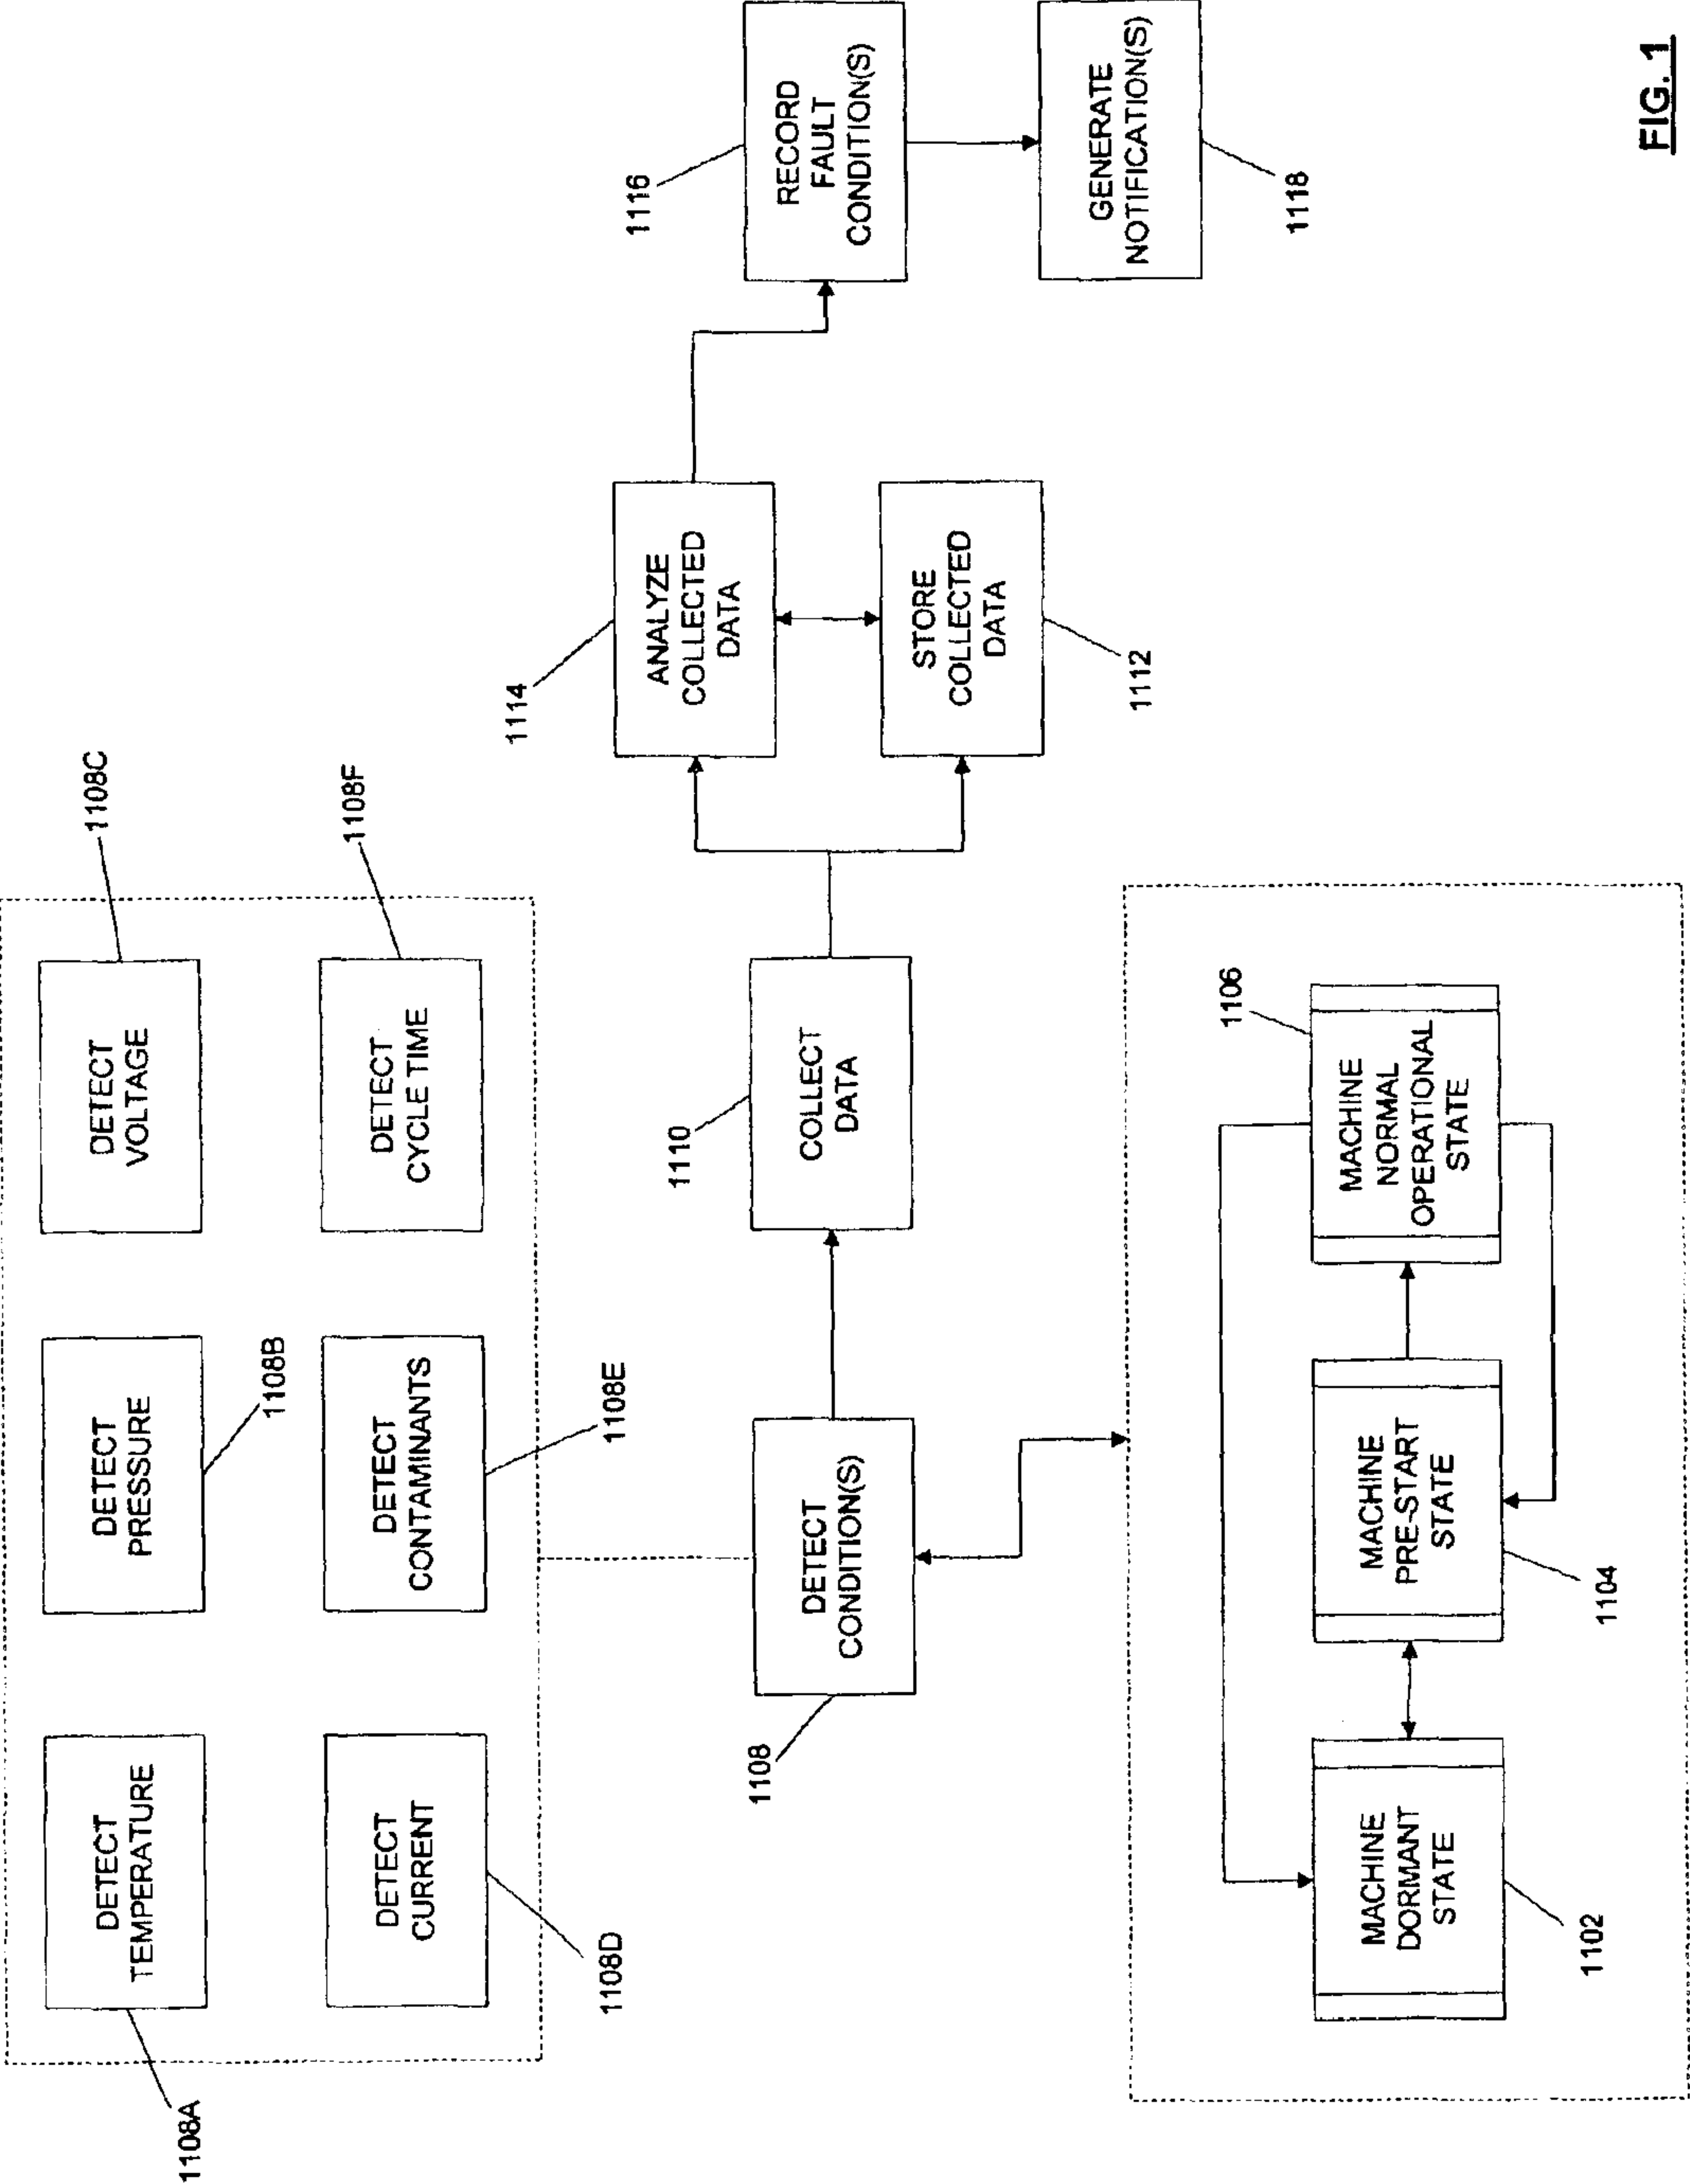 1108A
DETECT
TEMPERATURE
DETECT
PRESSURE
1108B
DETECT
VOLTAGE
1108C
DETECT
CURRENT
1108D
DETECT
CONTAMINANTS
1108E
DETECT
CYCLE TIME
1108F
1108
DETECT
CONDITION(S)
1110
COLLECT
DATA
1114
ANALYZE
COLLECTED
DATA
STORE
COLLECTED
DATA
1112
1116
RECORD
FAULT
CONDITION(S)
GENERATE
NOTIFICATION(S)
1118
MACHINE
DORMANT
STATE
1102
MACHINE
PRE-START
STATE
1104
1106
MACHINE
NORMAL
OPERATIONAL
STATE
FIG. 1